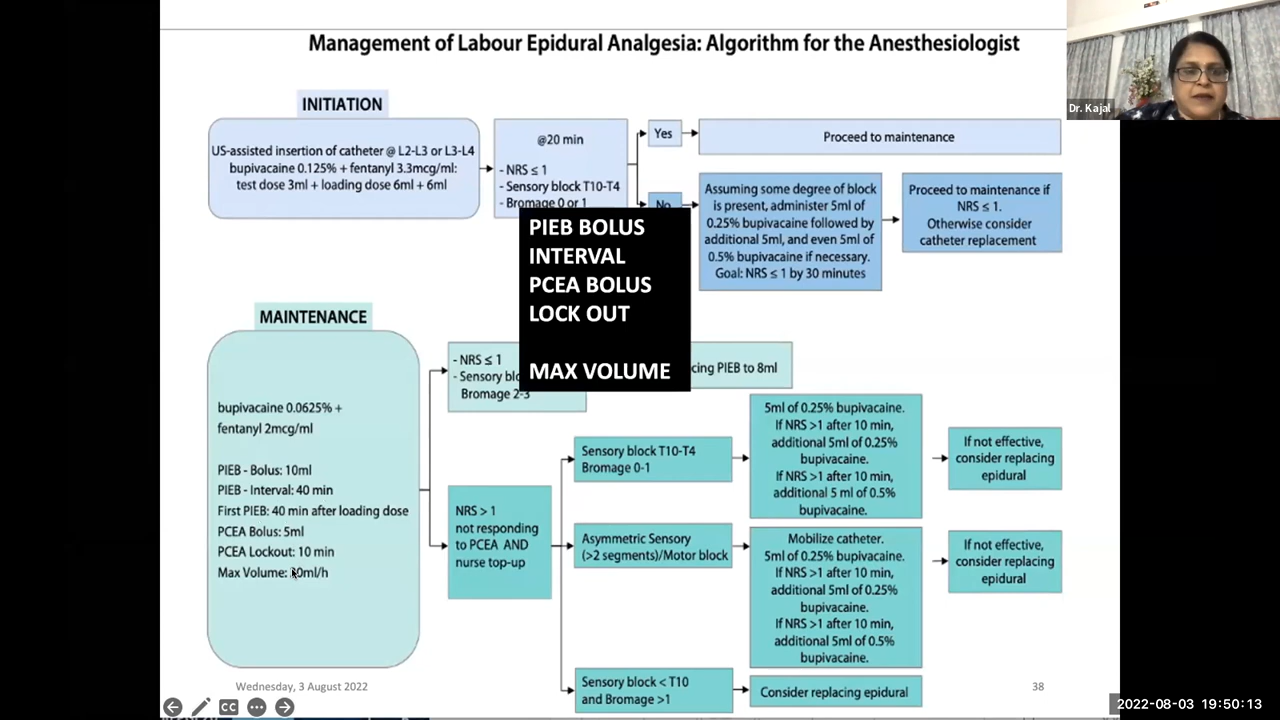 Management of Labour Epidural Analgesia: Algorithm for the Anesthesiologist
Dr. Kajal
INITIATION
US-assisted insertion of catheter @ L2-L3 or L3-L4
bupivacaine 0.125% + fentanyl 3.3mcg/ml:
test dose 3ml + loading dose 6ml + 6ml
@20 min
- NRS ≤ 1
- Sensory block T10-T4
- Bromage 0 or 1
Yes
Proceed to maintenance
No
Assuming some degree of block
is present, administer 5ml of
0.25% bupivacaine followed by
additional 5ml, and even 5ml of
0.5% bupivacaine if necessary.
Goal: NRS ≤ 1 by 30 minutes
Proceed to maintenance if
NRS ≤ 1.
Otherwise consider
catheter replacement
PIEB BOLUS
INTERVAL
PCEA BOLUS
LOCK OUT
MAX VOLUME
MAINTENANCE
bupivacaine 0.0625% +
fentanyl 2mcg/ml
PIEB - Bolus: 10ml
PIEB - Interval: 40 min
First PIEB: 40 min after loading dose
PCEA Bolus: 5ml
PCEA Lockout: 10 min
Max Volume:
- NRS ≤ 1
- Sensory
Bromage 2-3
PIEB to 8ml
NRS > 1
not responding
to PCEA AND
nurse top-up
Sensory block T10-T4
Bromage 0-1
5ml of 0.25% bupivacaine.
If NRS >1 after 10 min,
additional 5ml of 0.25%
bupivacaine.
If NRS >1 after 10 min,
additional 5 ml of 0.5%
bupivacaine.
If not effective,
consider replacing
epidural
Asymmetric Sensory
(>2 segments)/Motor block
Mobilize catheter.
5ml of 0.25% bupivacaine.
If NRS >1 after 10 min,
additional 5ml of 0.25%
bupivacaine.
If NRS >1 after 10 min,
additional 5ml of 0.5%
bupivacaine.
If not effective,
consider replacing
epidural
Sensory block < T10
and Bromage >1
Consider replacing epidural
Wednesday, 3 August 2022
38
CC
2022-08-03 19:50:13